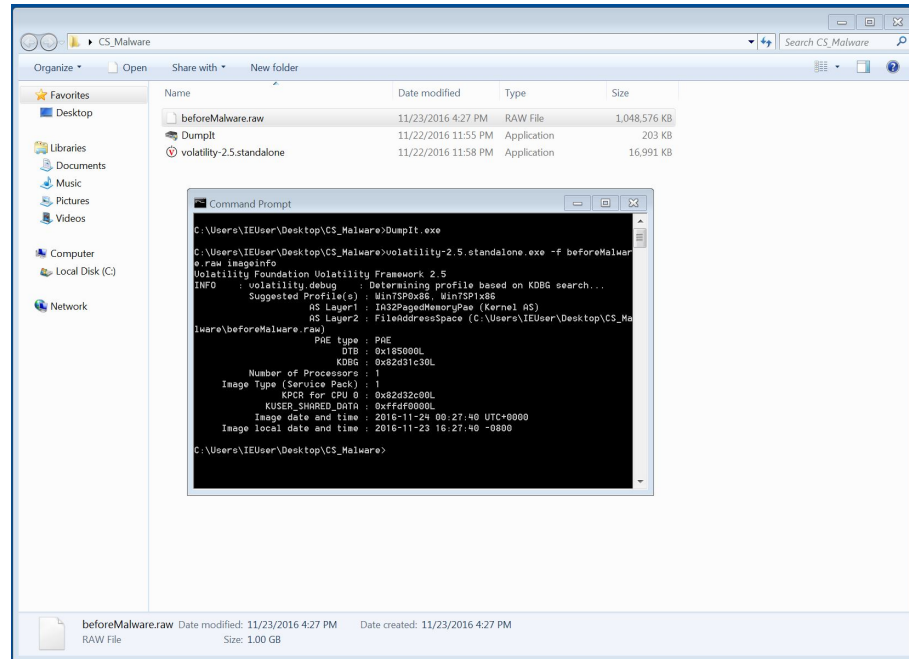 CS_Malware
Search CS_Malware
Organize Open Share with New folder
Favorites
Desktop
Libraries
Documents
Music
Pictures
Videos
Computer
Local Disk (C:)
Network
Name Date modified Type Size
beforeMalware.raw 11/23/2016 4:27 PM RAW File 1,048,576 KB
DumpIt 11/22/2016 11:55 PM Application 203 KB
volatility-2.5.standalone 11/22/2016 11:58 PM Application 16,991 KB
Command Prompt
C:\Users\IEUser\Desktop\CS_Malware>DumpIt.exe
C:\Users\IEUser\Desktop\CS_Malware>volatility-2.5.standalone.exe -f beforeMalwar
e.raw imageinfo
Volatility Foundation Volatility Framework 2.5
INFO : volatility.debug : Determining profile based on KDBG search...
Suggested Profile(s) : Win7SP0x86, Win7SP1x86
AS Layer1 : IA32PagedMemoryPae (Kernel AS)
AS Layer2 : FileAddressSpace (C:\Users\IEUser\Desktop\CS_Ma
lware\beforeMalware.raw)
PAE type : PAE
DTB : 0x185000L
KDBG : 0x82d31c30L
Number of Processors : 1
Image Type (Service Pack) : 1
KPCR for CPU 0 : 0x82d32c00L
KUSER_SHARED_DATA : 0xffdf0000L
Image date and time : 2016-11-24 00:27:40 UTC+0000
Image local date and time : 2016-11-23 16:27:40 -0800
C:\Users\IEUser\Desktop\CS_Malware>
beforeMalware.raw Date modified: 11/23/2016 4:27 PM Date created: 11/23/2016 4:27 PM
RAW File Size: 1.00 GB